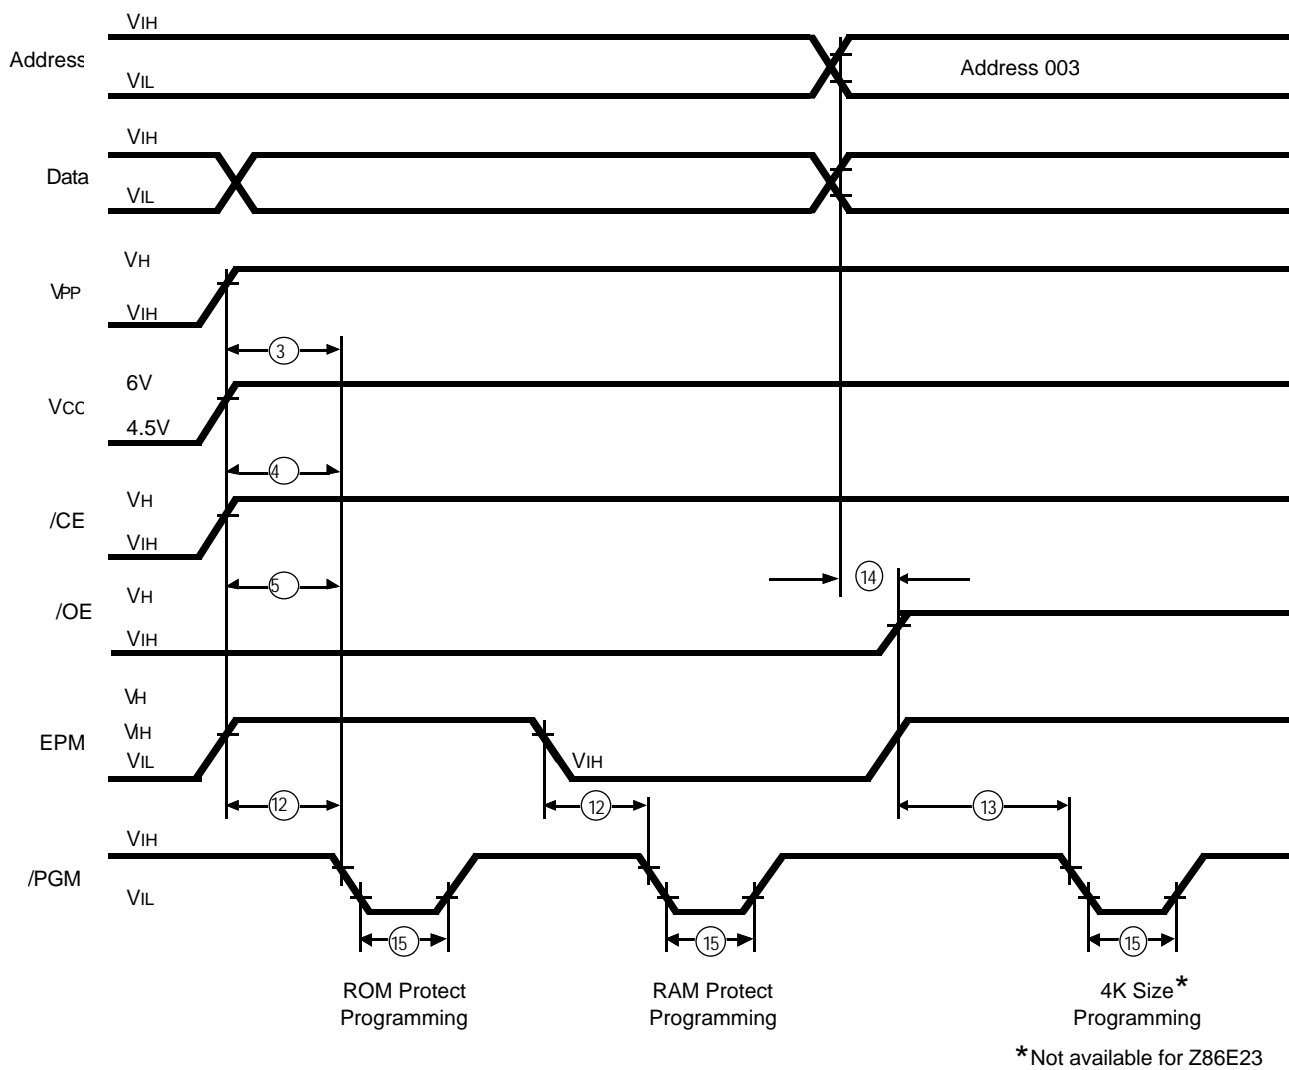 VIH
Address
VIL
Address 003
VIH
Data
VIL
VH
VPP
VIH
3
6V
VCC
4.5V
4
VH
/CE
VIH
5
14
VH
/OE
VIH
VH
VIH
EPM
VIL
VIH
12
12
13
VIH
/PGM
VIL
15
15
15
ROM Protect
Programming
RAM Protect
Programming
4K Size*
Programming
*Not available for Z86E23